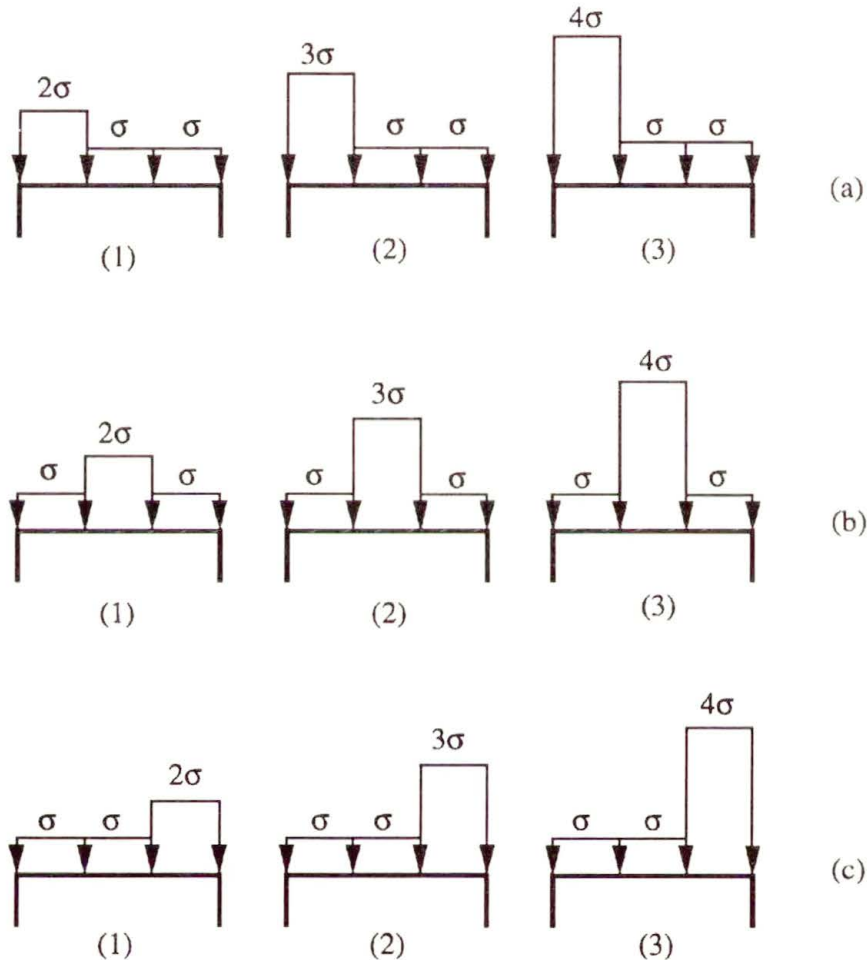 2σ σ σ
3σ σ σ
4σ σ σ
(a)
(1) (2) (3)
σ 2σ σ
σ 3σ σ
σ 4σ σ
(b)
(1) (2) (3)
σ σ 2σ
σ σ 3σ
σ σ 4σ
(c)
(1) (2) (3)